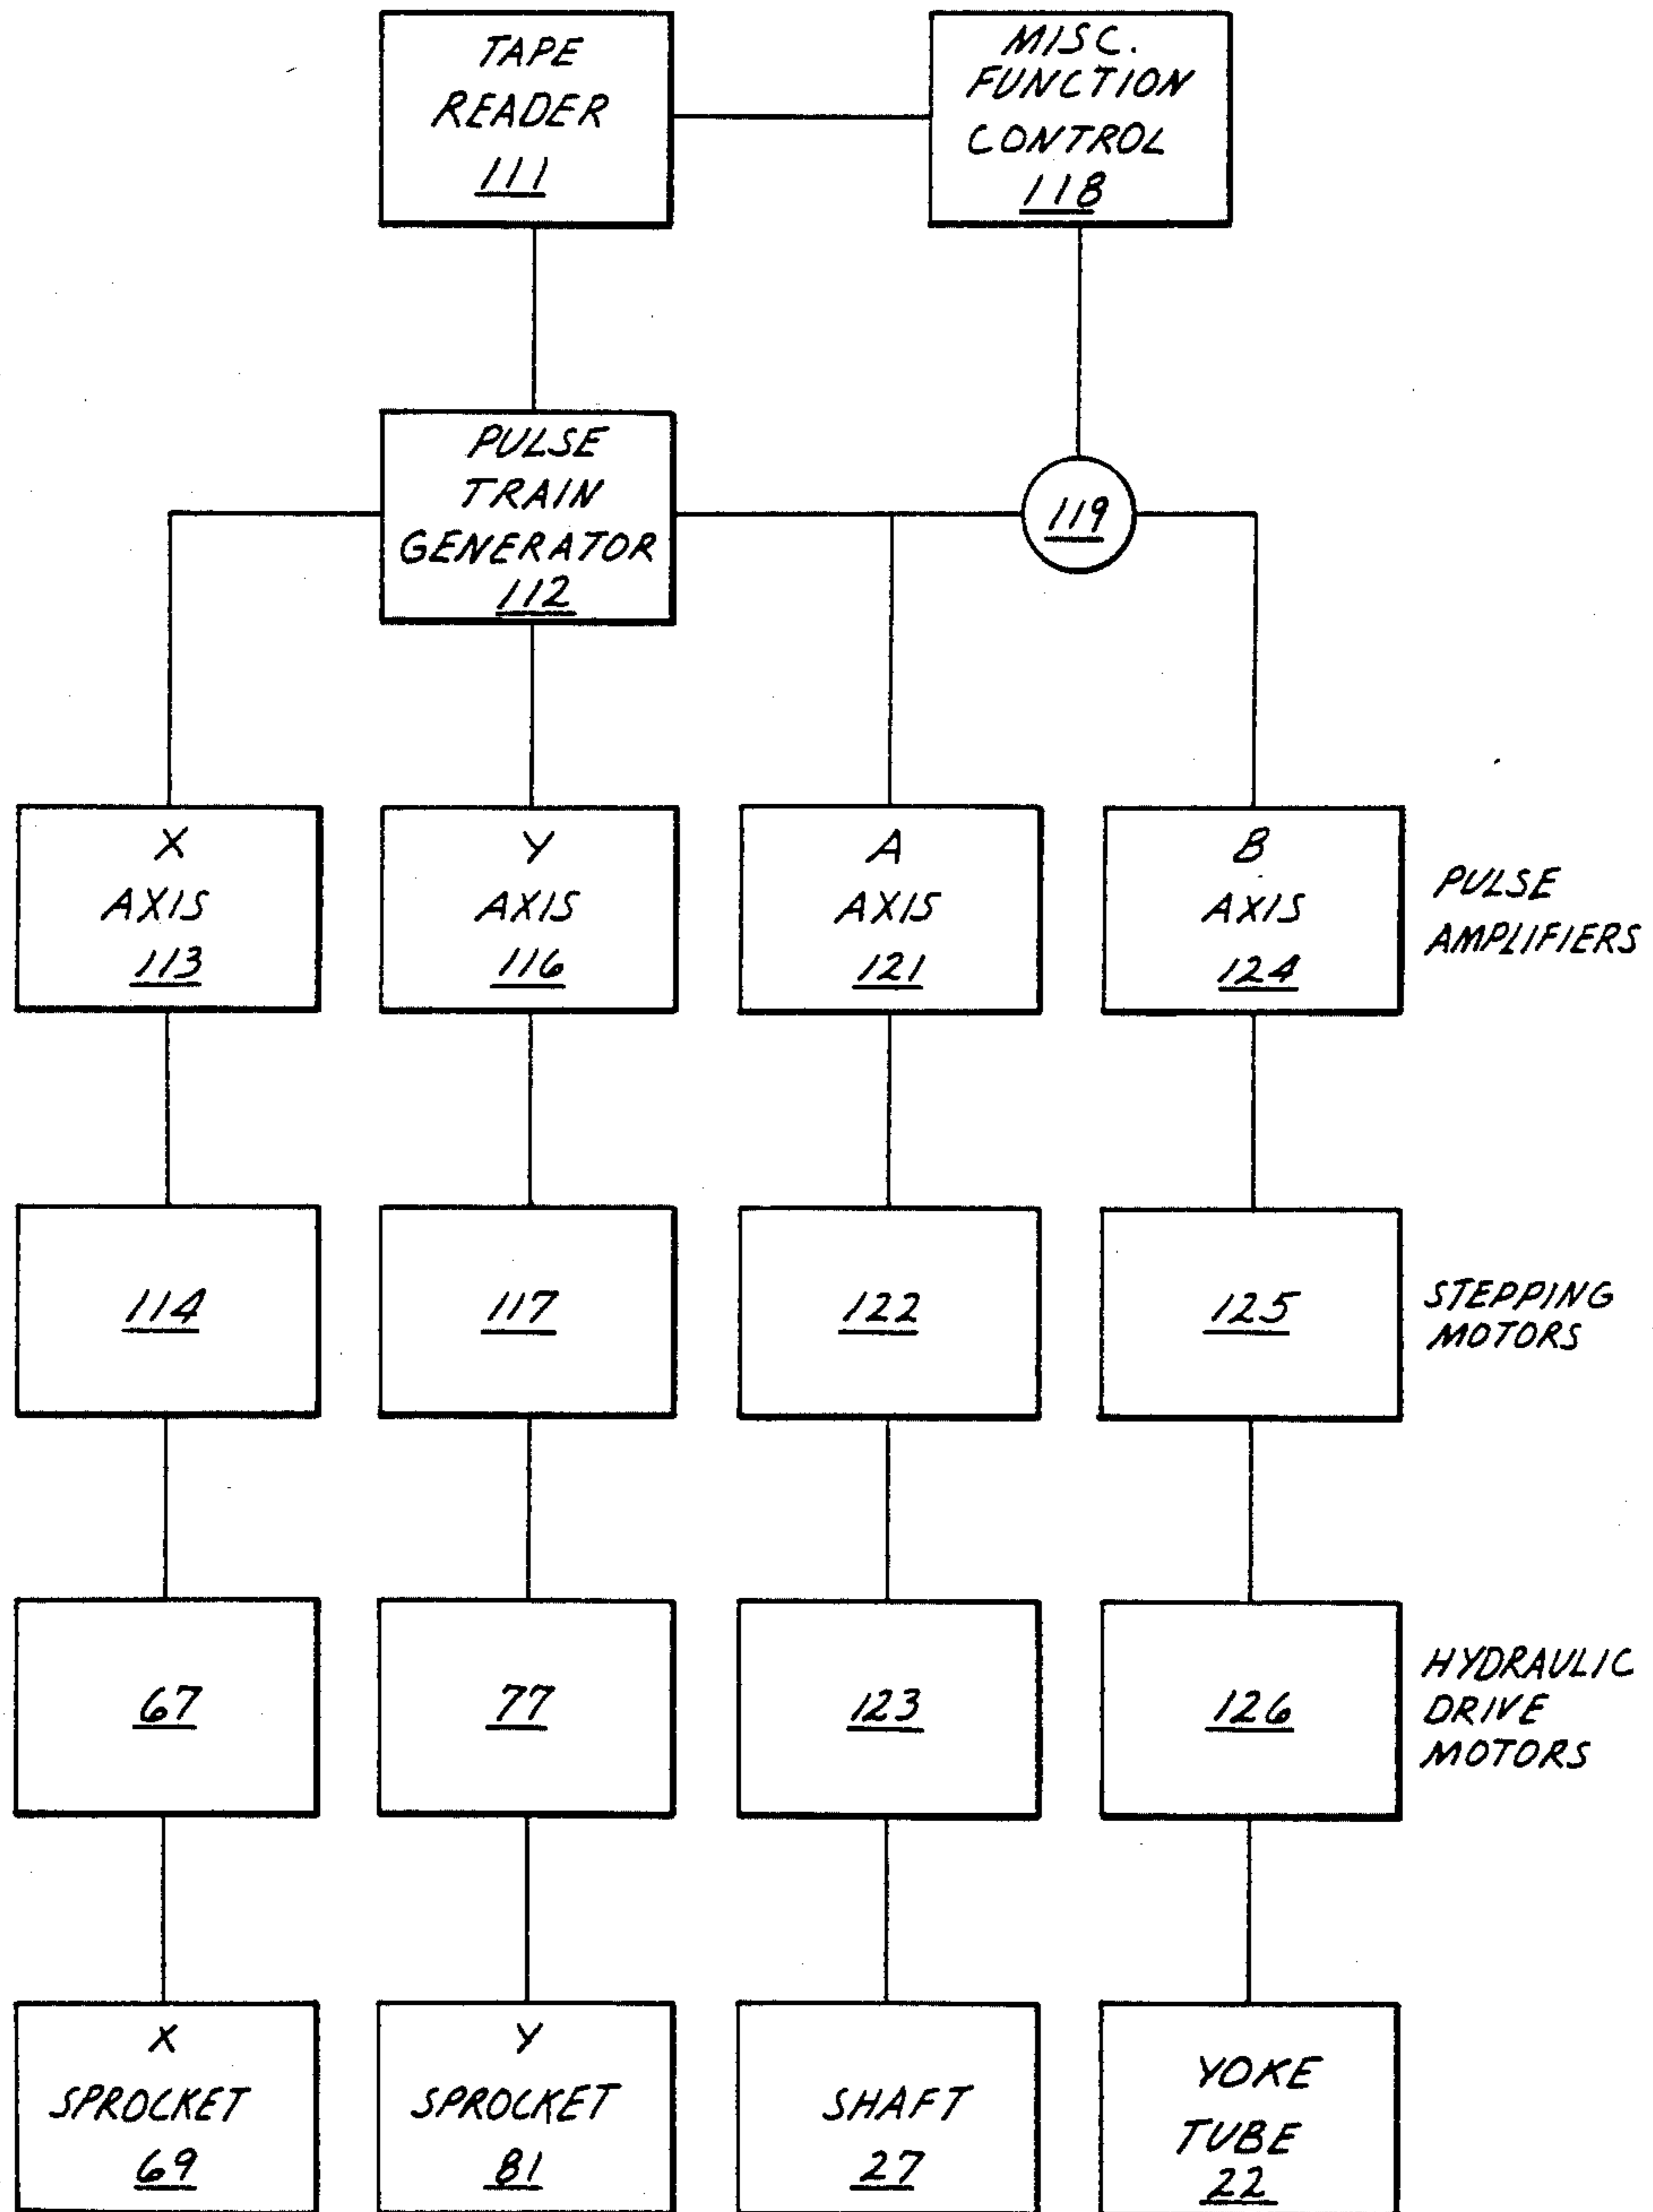 TAPE
READER
111
MISC.
FUNCTION
CONTROL
118
PULSE
TRAIN
GENERATOR
112
119
X
AXIS
113
Y
AXIS
116
A
AXIS
121
B
AXIS
124
PULSE
AMPLIFIERS
114
117
122
125
STEPPING
MOTORS
67
77
123
126
HYDRAULIC
DRIVE
MOTORS
X
SPROCKET
69
Y
SPROCKET
81
SHAFT
27
YOKE
TUBE
22